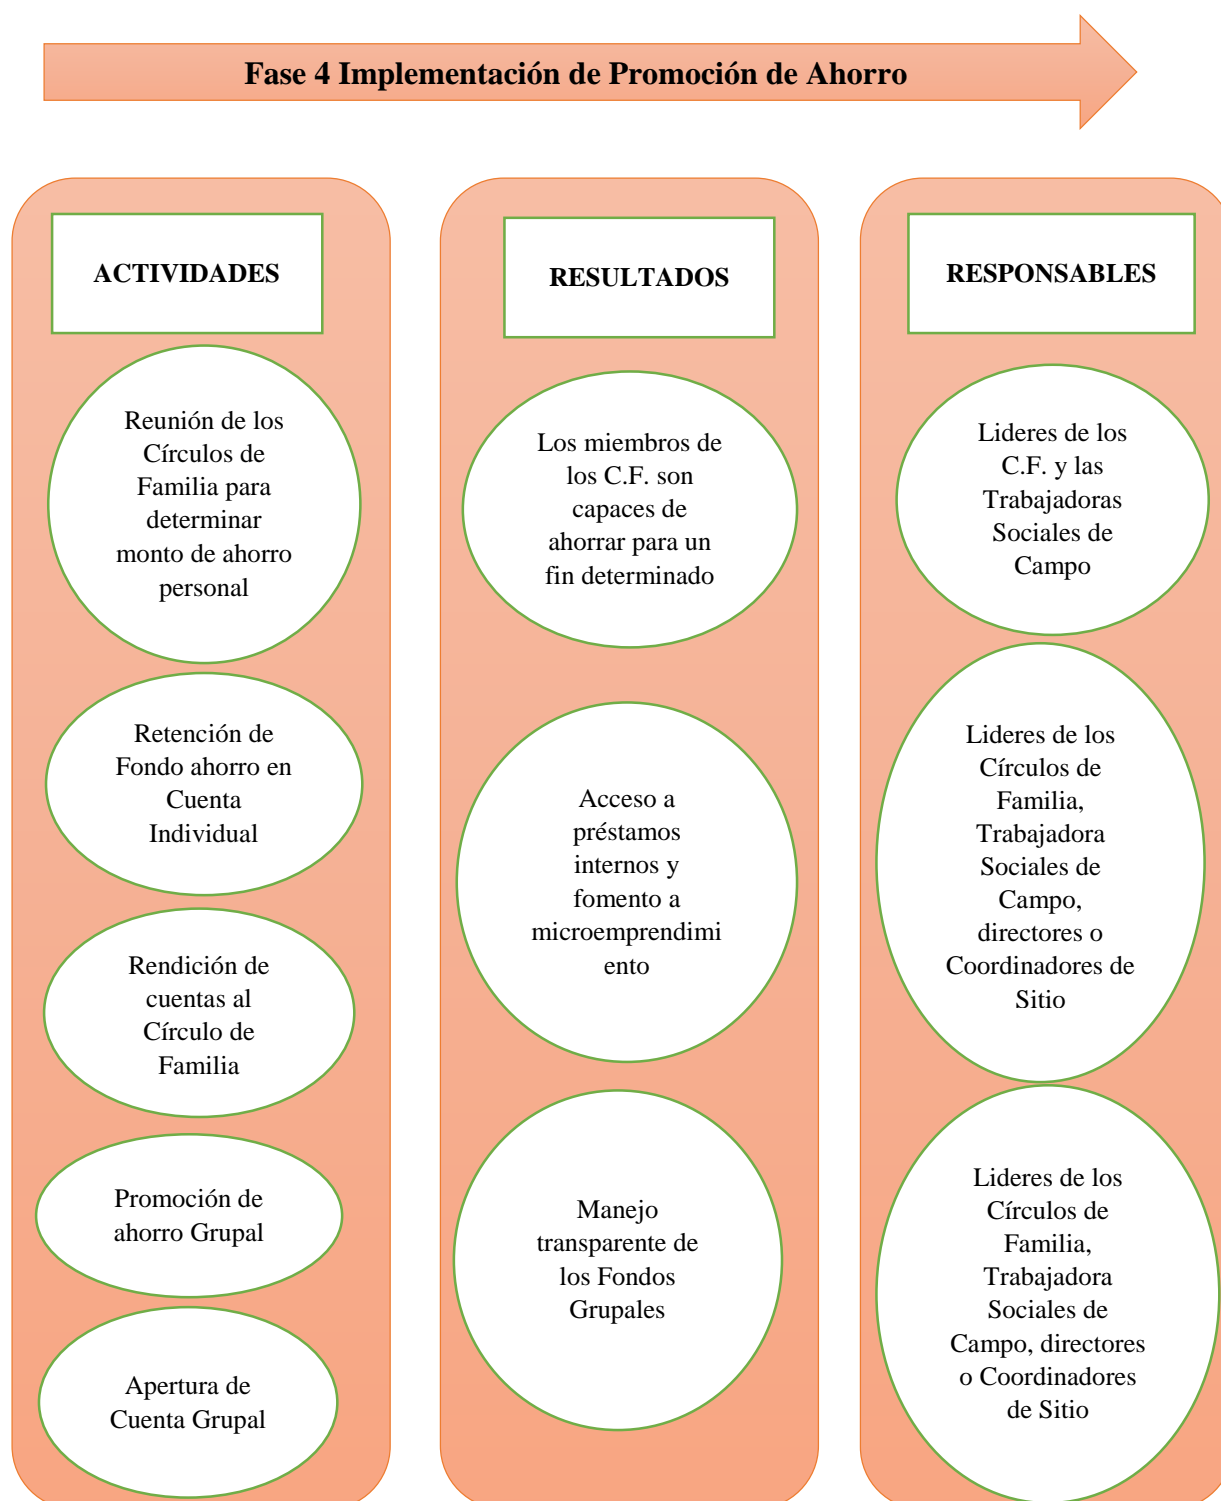 Fase 4 Implementación de Promoción de Ahorro
ACTIVIDADES
Reunión de los
Círculos de
Familia para
determinar
monto de ahorro
personal
Retención de
Fondo ahorro en
Cuenta
Individual
Rendición de
cuentas al
Círculo de
Familia
Promoción de
ahorro Grupal
Apertura de
Cuenta Grupal
RESULTADOS
Los miembros de
los C.F. son
capaces de
ahorrar para un
fin determinado
Acceso a
préstamos
internos y
fomento a
microemprendimi
ento
Manejo
transparente de
los Fondos
Grupales
RESPONSABLES
Lideres de los
C.F. y las
Trabajadoras
Sociales de
Campo
Lideres de los
Círculos de
Familia,
Trabajadora
Sociales de
Campo,
directores o
Coordinadores de
Sitio
Lideres de los
Círculos de
Familia,
Trabajadora
Sociales de
Campo, directores
o Coordinadores
de Sitio